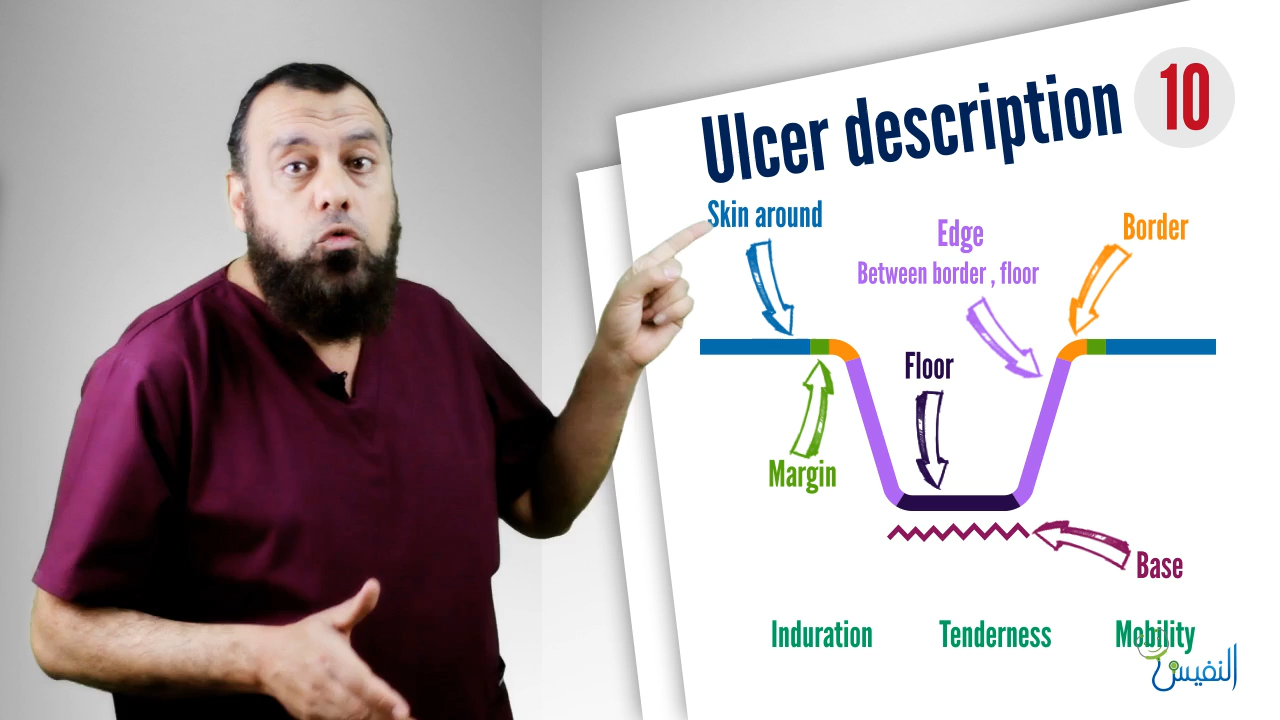 Ulcer description
10
Skin around
Edge
Between border , floor
Border
Floor
Margin
Base
Induration
Tenderness
Mobility
النفيس